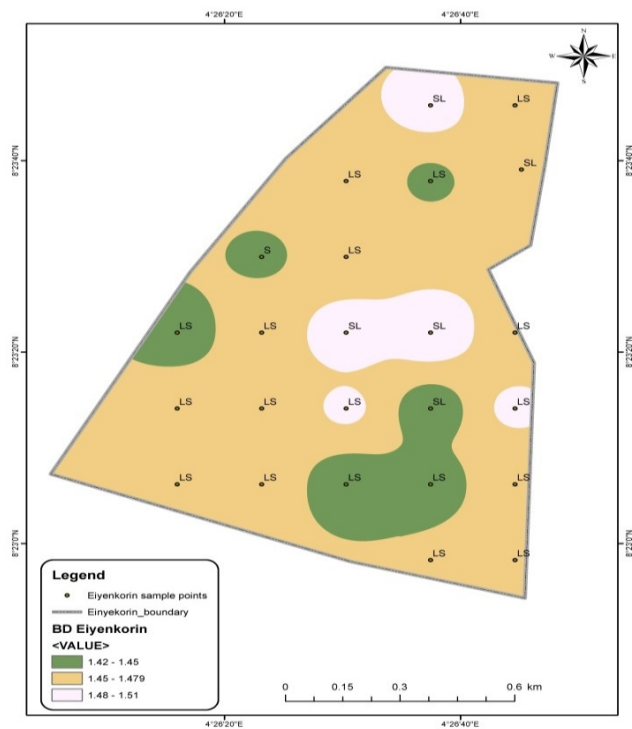 4°26'20"E 4°26'40"E
N
W E
S
SL LS
8°23'40"N 8°23'40"N
SL
LS LS
S LS
LS LS SL SL LS
8°23'20"N 8°23'20"N
LS LS LS SL LS
LS LS LS LS LS
8°23'0"N 8°23'0"N
LS LS
Legend
Eiyenkorin sample points
Einyekorin_boundary
BD Eiyenkorin
<VALUE>
1.42 - 1.45
1.45 - 1.479
1.48 - 1.51
0 0.15 0.3 0.6 km
4°26'20"E 4°26'40"E